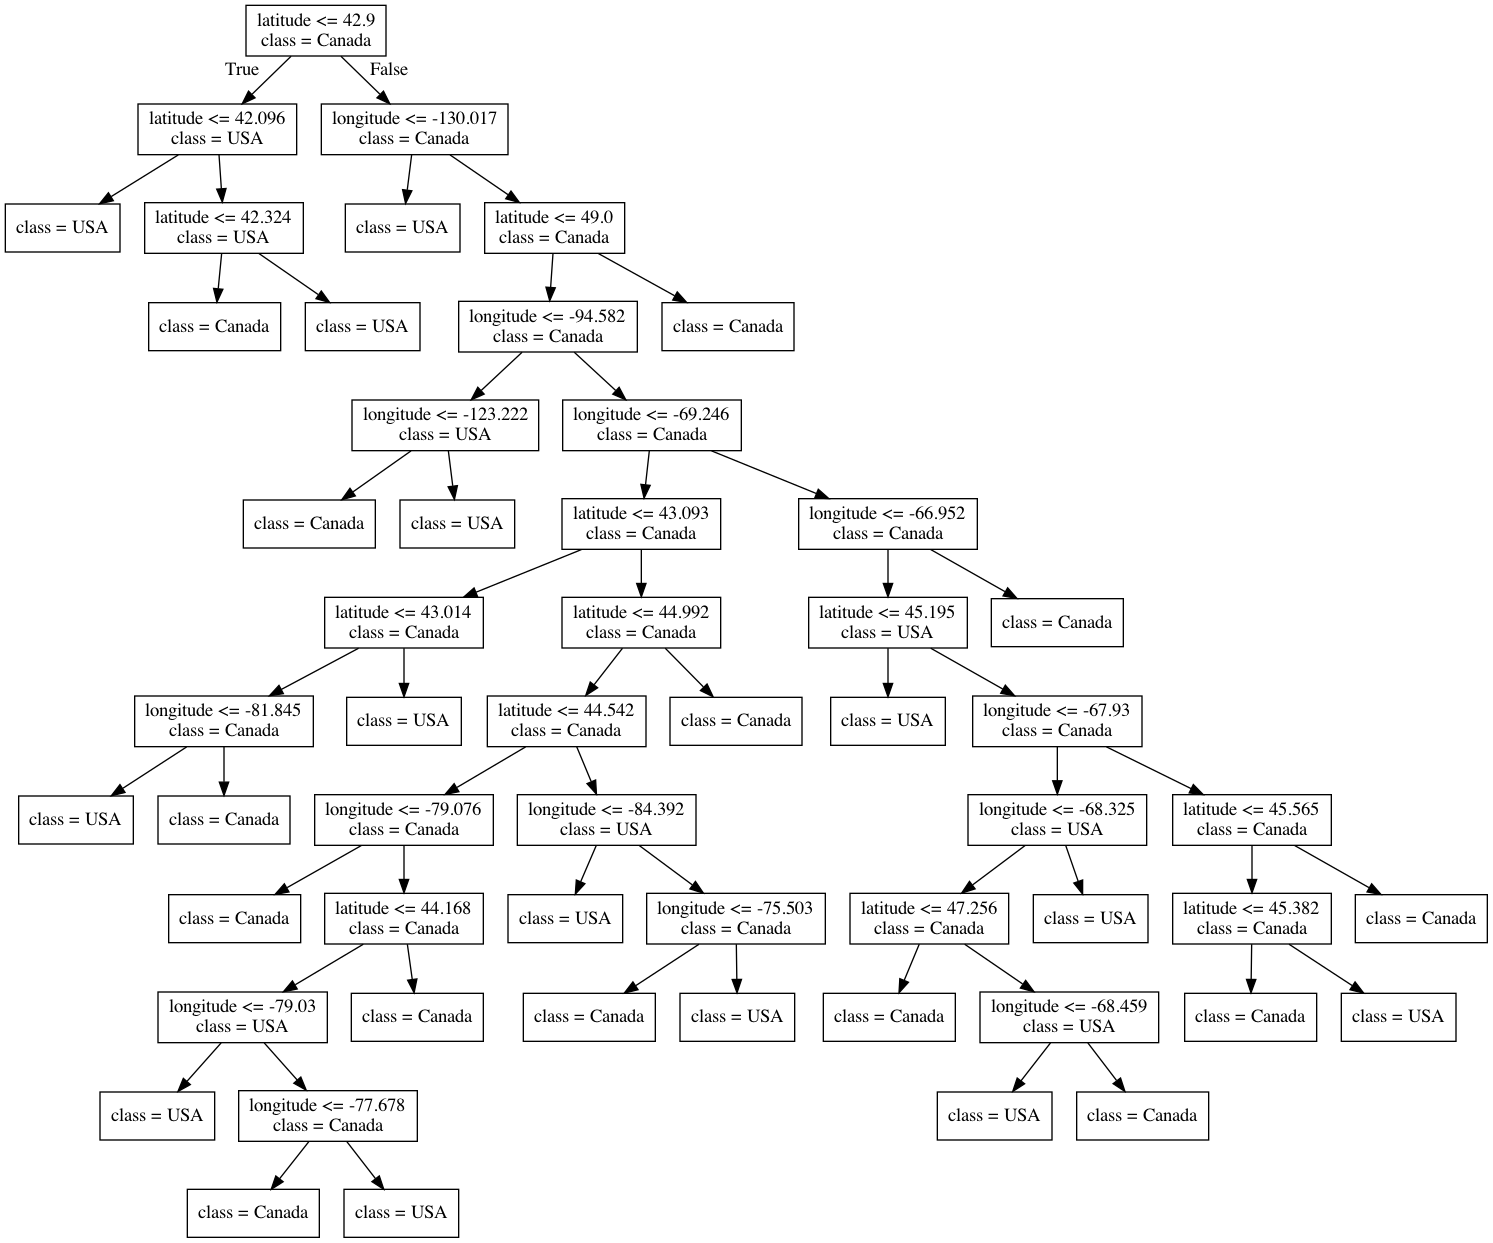 latitude <= 42.9
class = Canada
True
False
latitude <= 42.096
class = USA
longitude <= -130.017
class = Canada
class = USA
latitude <= 42.324
class = USA
class = USA
latitude <= 49.0
class = Canada
class = Canada
class = USA
longitude <= -94.582
class = Canada
class = Canada
longitude <= -123.222
class = USA
longitude <= -69.246
class = Canada
class = Canada
class = USA
latitude <= 43.093
class = Canada
longitude <= -66.952
class = Canada
latitude <= 43.014
class = Canada
latitude <= 44.992
class = Canada
latitude <= 45.195
class = USA
class = Canada
longitude <= -81.845
class = Canada
class = USA
latitude <= 44.542
class = Canada
class = Canada
class = USA
longitude <= -67.93
class = Canada
class = USA
class = Canada
longitude <= -79.076
class = Canada
longitude <= -84.392
class = USA
longitude <= -68.325
class = USA
latitude <= 45.565
class = Canada
class = Canada
latitude <= 44.168
class = Canada
class = USA
longitude <= -75.503
class = Canada
latitude <= 47.256
class = Canada
class = USA
latitude <= 45.382
class = Canada
class = Canada
longitude <= -79.03
class = USA
class = Canada
class = Canada
class = USA
class = Canada
longitude <= -68.459
class = USA
class = Canada
class = USA
class = USA
longitude <= -77.678
class = Canada
class = USA
class = Canada
class = Canada
class = USA